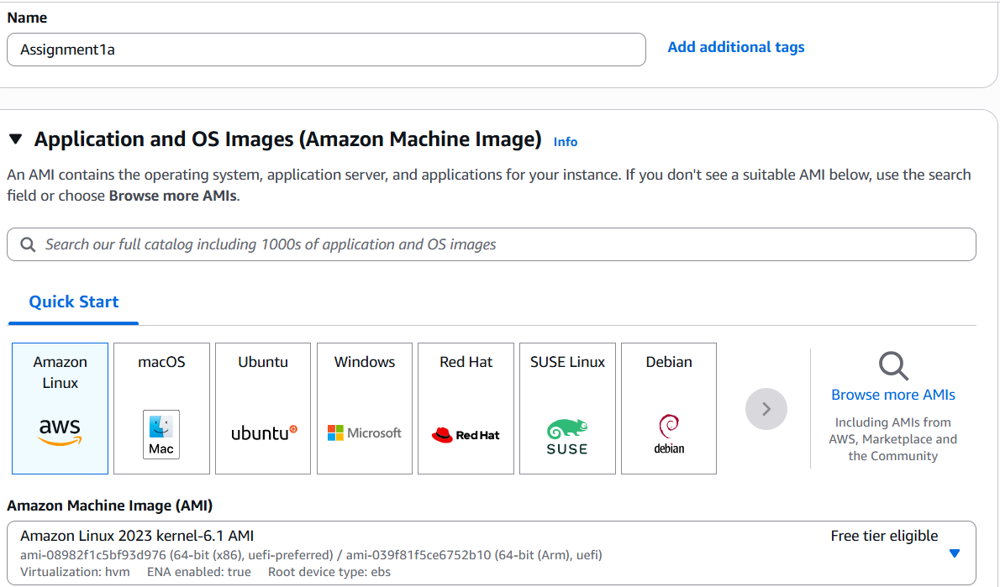 Name
Assignment1a
Add additional tags
Application and OS Images (Amazon Machine Image) Info
An AMI contains the operating system, application server, and applications for your instance. If you don't see a suitable AMI below, use the search
field or choose Browse more AMIs.
Search our full catalog including 1000s of application and OS images
Quick Start
Amazon
Linux
aws
macOS
Mac
Ubuntu
ubuntu
Windows
Microsoft
Red Hat
Red Hat
SUSE Linux
SUSE
Debian
debian
Browse more AMIs
Including AMIs from
AWS, Marketplace and
the Community
Amazon Machine Image (AMI)
Amazon Linux 2023 kernel-6.1 AMI
Free tier eligible
ami-08982f1c5bf93d976 (64-bit (x86), uefi-preferred) / ami-039f81f5ce6752b10 (64-bit (Arm), uefi)
Virtualization: hvm ENA enabled: true Root device type: ebs